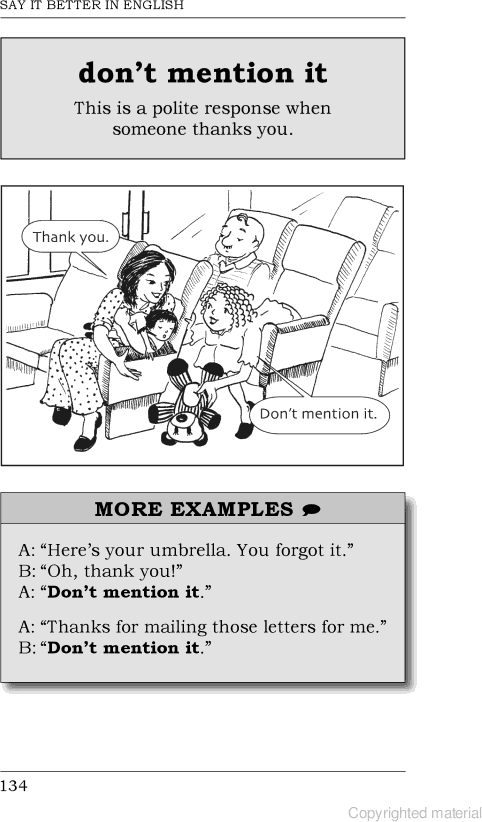 SAY IT BETTER IN ENGLISH
don’t mention it
This is a polite response when
someone thanks you.
Thank you.
Don’t mention it.
MORE EXAMPLES
A: “Here’s your umbrella. You forgot it.”
B: “Oh, thank you!”
A: “Don’t mention it.”
A: “Thanks for mailing those letters for me.”
B: “Don’t mention it.”
134
Copyrighted material